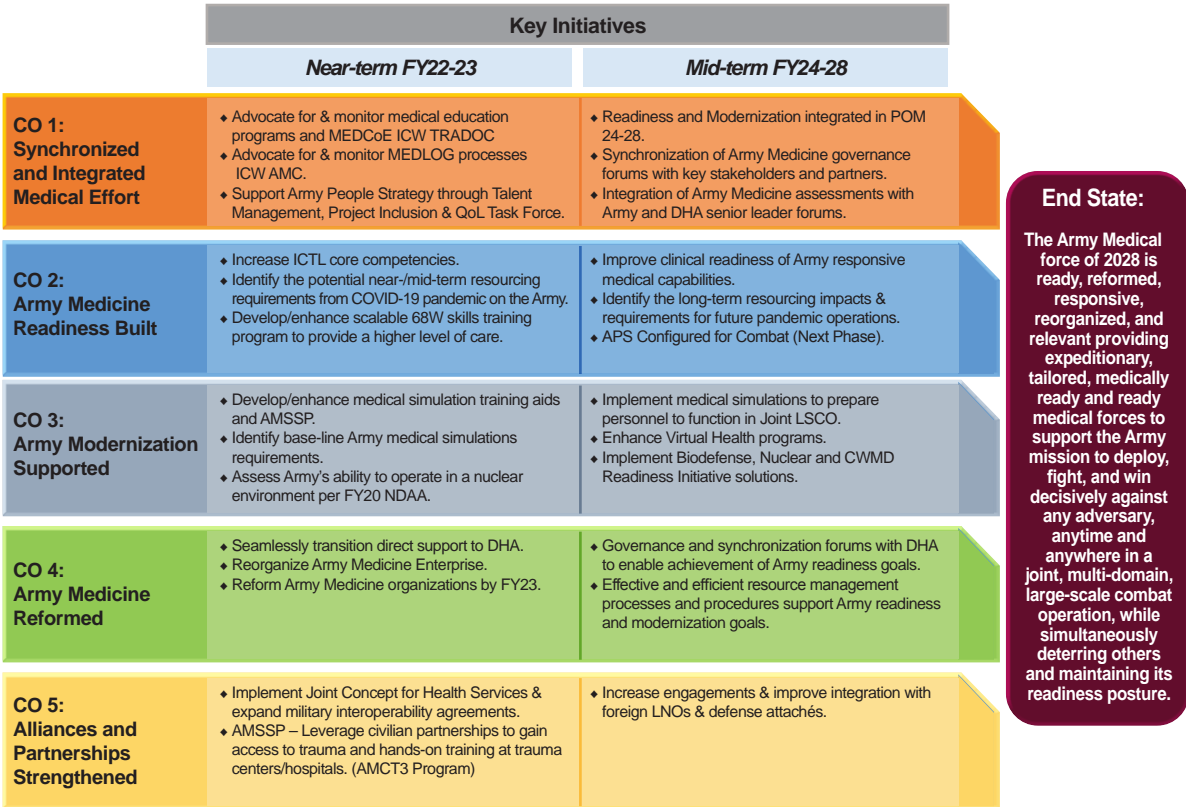 Key Initiatives
Near-term FY22-23
Mid-term FY24-28
CO 1:
Synchronized
and Integrated
Medical Effort
◆ Advocate for & monitor medical education
programs and MEDCoE ICW TRADOC
◆ Advocate for & monitor MEDLOG processes
ICW AMC.
◆ Support Army People Strategy through Talent
Management, Project Inclusion & QoL Task Force.
◆ Readiness and Modernization integrated in POM
24-28.
◆ Synchronization of Army Medicine governance
forums with key stakeholders and partners.
◆ Integration of Army Medicine assessments with
Army and DHA senior leader forums.
CO 2:
Army Medicine
Readiness Built
◆ Increase ICTL core competencies.
◆ Identify the potential near-/mid-term resourcing
requirements from COVID-19 pandemic on the Army.
◆ Develop/enhance scalable 68W skills training
program to provide a higher level of care.
◆ Improve clinical readiness of Army responsive
medical capabilities.
◆ Identify the long-term resourcing impacts &
requirements for future pandemic operations.
◆ APS Configured for Combat (Next Phase).
CO 3:
Army Modernization
Supported
◆ Develop/enhance medical simulation training aids
and AMSSP.
◆ Identify base-line Army medical simulations
requirements.
◆ Assess Army's ability to operate in a nuclear
environment per FY20 NDAA.
◆ Implement medical simulations to prepare
personnel to function in Joint LSCO.
◆ Enhance Virtual Health programs.
◆ Implement Biodefense, Nuclear and CWMD
Readiness Initiative solutions.
CO 4:
Army Medicine
Reformed
◆ Seamlessly transition direct support to DHA.
◆ Reorganize Army Medicine Enterprise.
◆ Reform Army Medicine organizations by FY23.
◆ Governance and synchronization forums with DHA
to enable achievement of Army readiness goals.
◆ Effective and efficient resource management
processes and procedures support Army readiness
and modernization goals.
CO 5:
Alliances and
Partnerships
Strengthened
◆ Implement Joint Concept for Health Services &
expand military interoperability agreements.
◆ AMSSP – Leverage civilian partnerships to gain
access to trauma and hands-on training at trauma
centers/hospitals. (AMCT3 Program)
◆ Increase engagements & improve integration with
foreign LNOs & defense attachés.
End State:
The Army Medical
force of 2028 is
ready, reformed,
responsive,
reorganized, and
relevant providing
expeditionary,
tailored, medically
ready and ready
medical forces to
support the Army
mission to deploy,
fight, and win
decisively against
any adversary,
anytime and
anywhere in a
joint, multi-domain,
large-scale combat
operation, while
simultaneously
deterring others
and maintaining its
readiness posture.